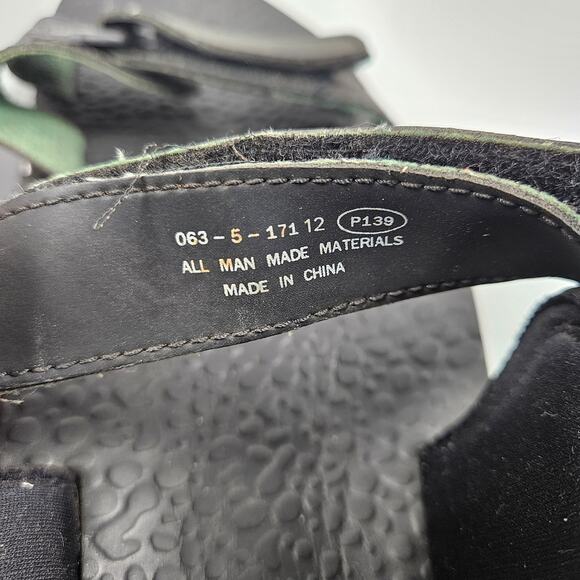 063-5-171 12 P139
ALL MAN MADE MATERIALS
MADE IN CHINA